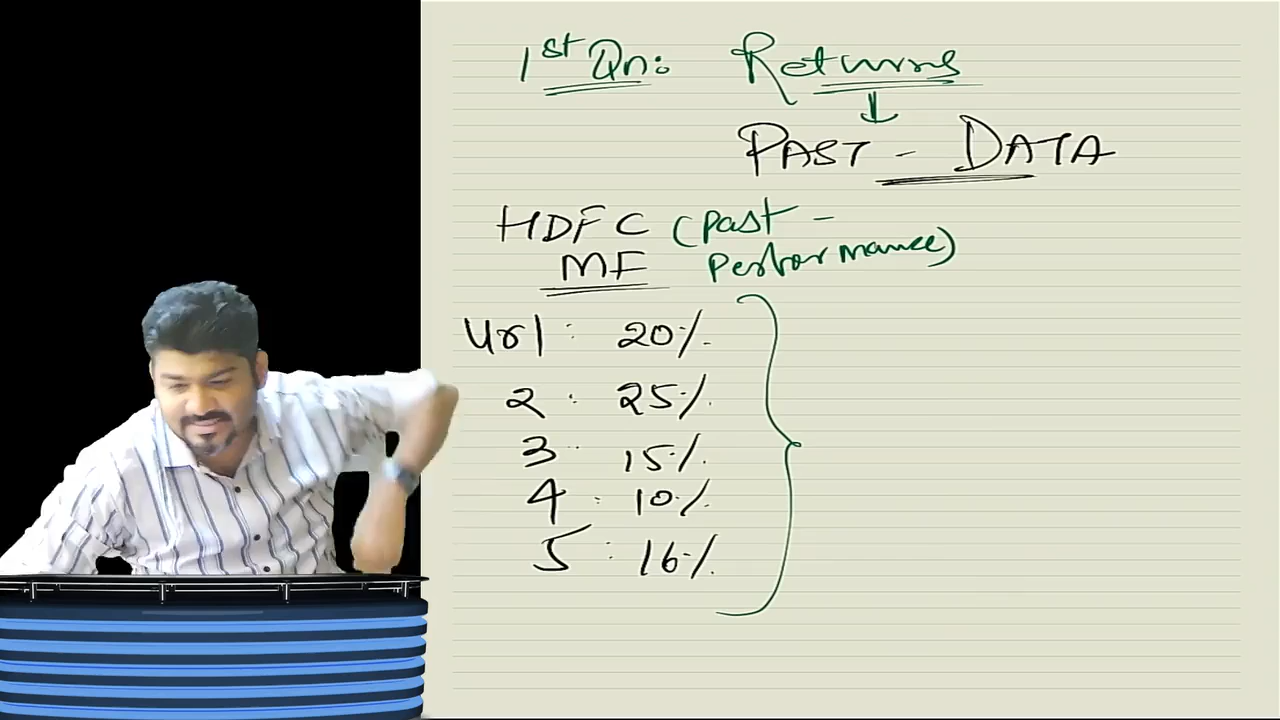 1st Qn: Returns
PAST - DATA
HDFC (past -
MF performance)
Yr1 : 20%.
2 : 25%.
3 : 15%.
4 : 10%.
5 : 16%.